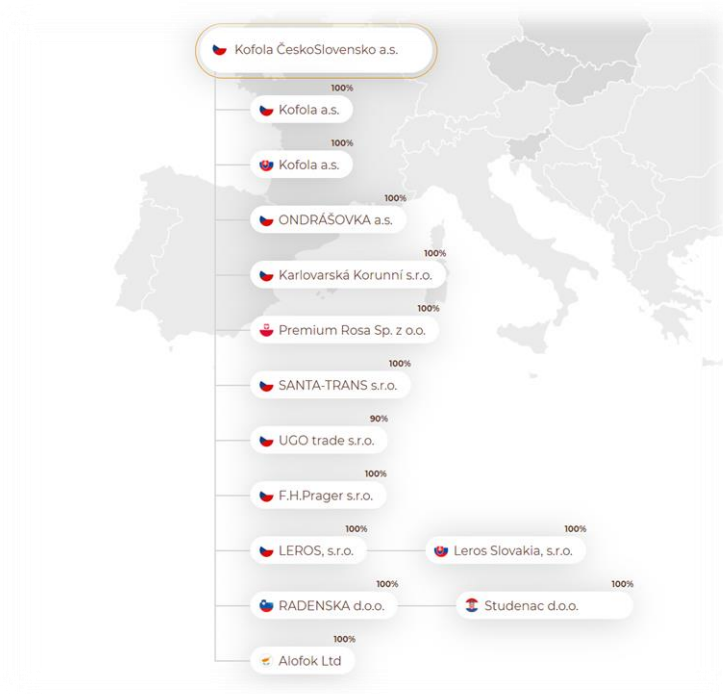 Kofola ČeskoSlovensko a.s.
100%
Kofola a.s.
100%
Kofola a.s.
100%
ONDRÁŠOVKA a.s.
100%
Karlovarská Korunní s.r.o.
100%
Premium Rosa Sp. z o.o.
100%
SANTA-TRANS s.r.o.
90%
UGO trade s.r.o.
100%
F.H.Prager s.r.o.
100% 100%
LEROS, s.r.o. Leros Slovakia, s.r.o.
100% 100%
RADENSKA d.o.o. Studenac d.o.o.
100%
Alofok Ltd